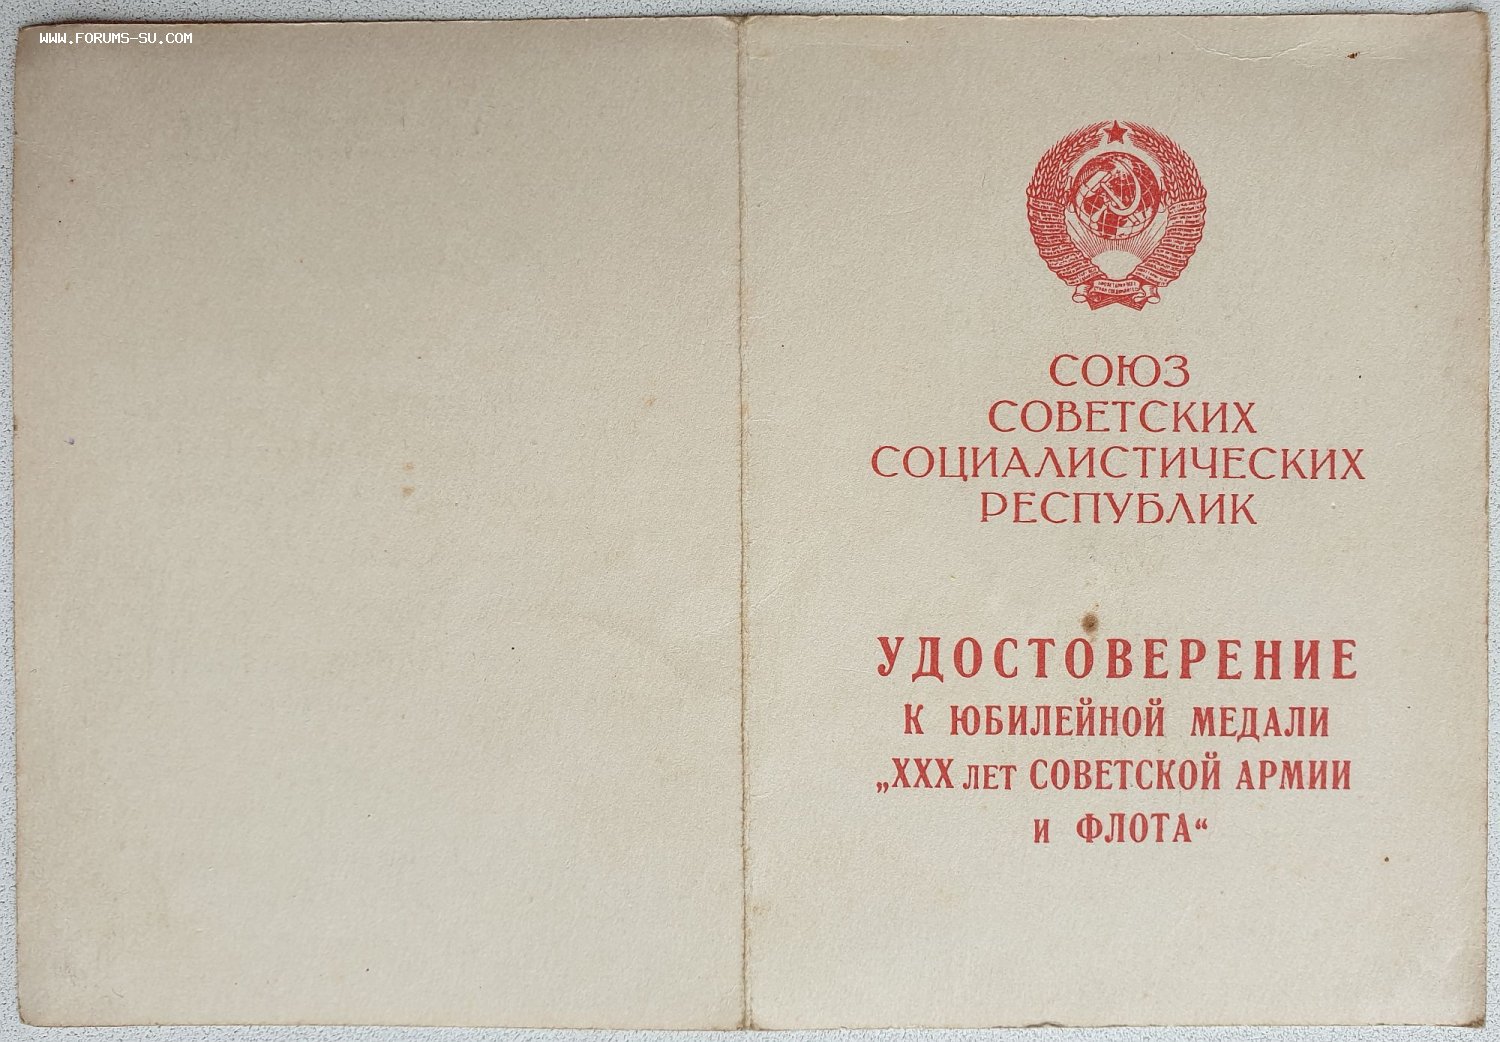 WWW.FORUMS-SU.COM
СОЮЗ
СОВЕТСКИХ
СОЦИАЛИСТИЧЕСКИХ
РЕСПУБЛИК
УДОСТОВЕРЕНИЕ
К ЮБИЛЕЙНОЙ МЕДАЛИ
„XXX ЛЕТ СОВЕТСКОЙ АРМИИ
И ФЛОТА“